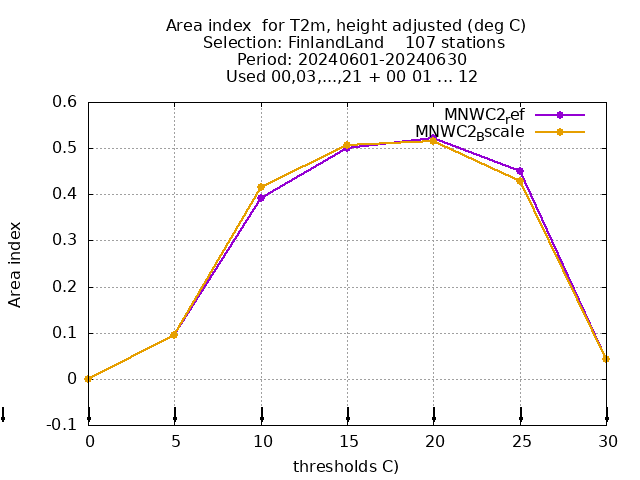 Area index  for T2m, height adjusted (deg C)
Selection: FinlandLand    107 stations
Period: 20240601-20240630
Used 00,03,...,21 + 00 01 ... 12
MNWC2ref
MNWC2Bscale
0.6
0.5
0.4
0.3
0.2
0.1
0
-0.1
Area index
0 5 10 15 20 25 30
thresholds C)